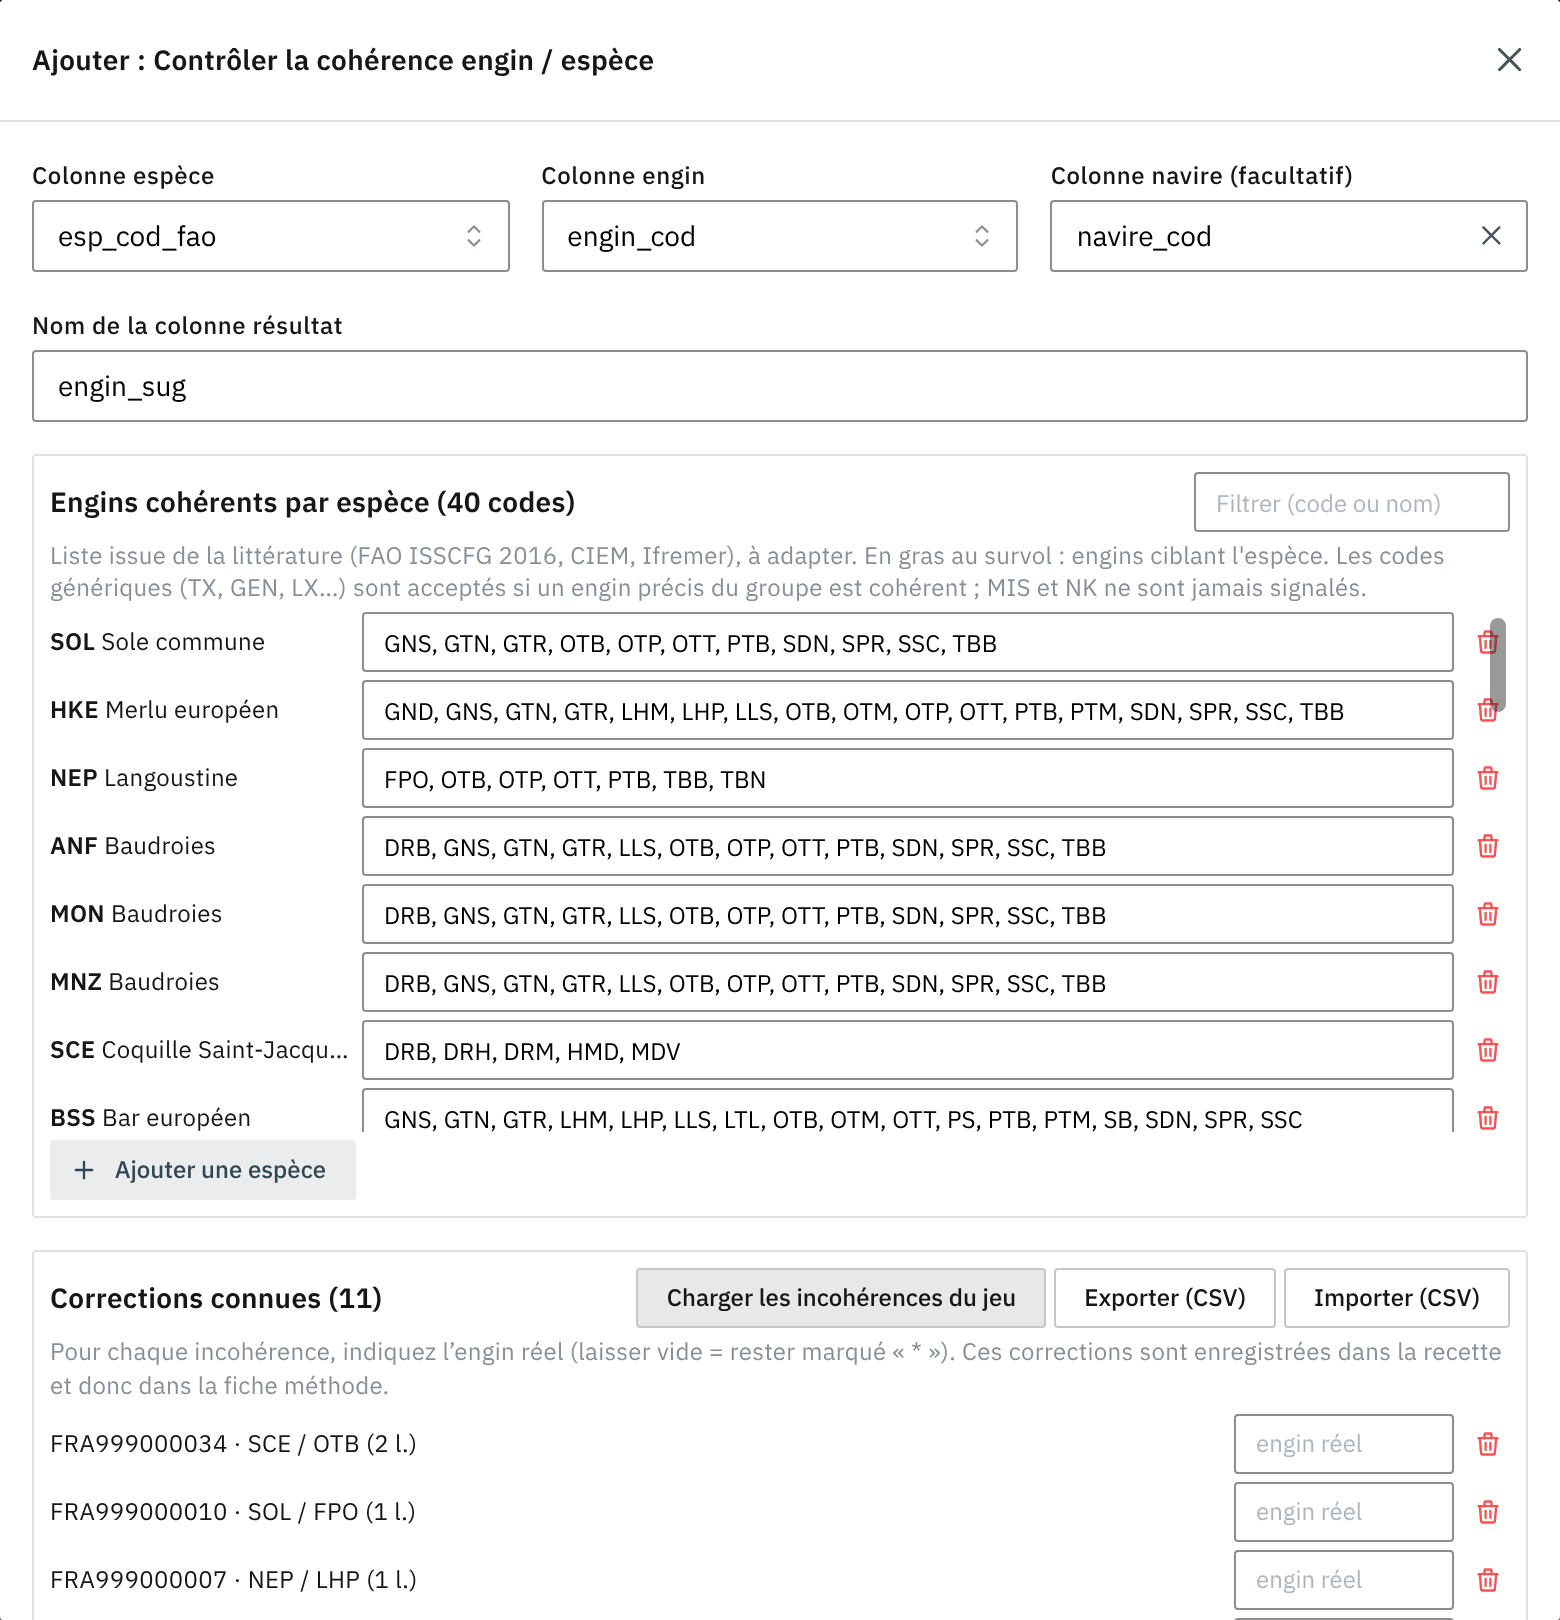 Ajouter : Contrôler la cohérence engin / espèce
Colonne espèce
Colonne engin
Colonne navire (facultatif)
esp_cod_fao
engin_cod
navire_cod
Nom de la colonne résultat
engin_sug
Engins cohérents par espèce (40 codes)
Filtrer (code ou nom)
Liste issue de la littérature (FAO ISSCFG 2016, CIEM, Ifremer), à adapter. En gras au survol : engins ciblant l'espèce. Les codes
génériques (TX, GEN, LX...) sont acceptés si un engin précis du groupe est cohérent ; MIS et NK ne sont jamais signalés.
SOL Sole commune
GNS, GTN, GTR, OTB, OTP, OTT, PTB, SDN, SPR, SSC, TBB
HKE Merlu européen
GND, GNS, GTN, GTR, LHM, LHP, LLS, OTB, OTM, OTP, OTT, PTB, PTM, SDN, SPR, SSC, TBB
NEP Langoustine
FPO, OTB, OTP, OTT, PTB, TBB, TBN
ANF Baudroies
DRB, GNS, GTN, GTR, LLS, OTB, OTP, OTT, PTB, SDN, SPR, SSC, TBB
MON Baudroies
DRB, GNS, GTN, GTR, LLS, OTB, OTP, OTT, PTB, SDN, SPR, SSC, TBB
MNZ Baudroies
DRB, GNS, GTN, GTR, LLS, OTB, OTP, OTT, PTB, SDN, SPR, SSC, TBB
SCE Coquille Saint-Jacqu...
DRB, DRH, DRM, HMD, MDV
BSS Bar européen
GNS, GTN, GTR, LHM, LHP, LLS, LTL, OTB, OTM, OTT, PS, PTB, PTM, SB, SDN, SPR, SSC
Ajouter une espèce
Corrections connues (11)
Charger les incohérences du jeu
Exporter (CSV)
Importer (CSV)
Pour chaque incohérence, indiquez l’engin réel (laisser vide = rester marqué « * »). Ces corrections sont enregistrées dans la recette
et donc dans la fiche méthode.
FRA999000034 · SCE / OTB (2 l.)
engin réel
FRA999000010 · SOL / FPO (1 l.)
engin réel
FRA999000007 · NEP / LHP (1 l.)
engin réel